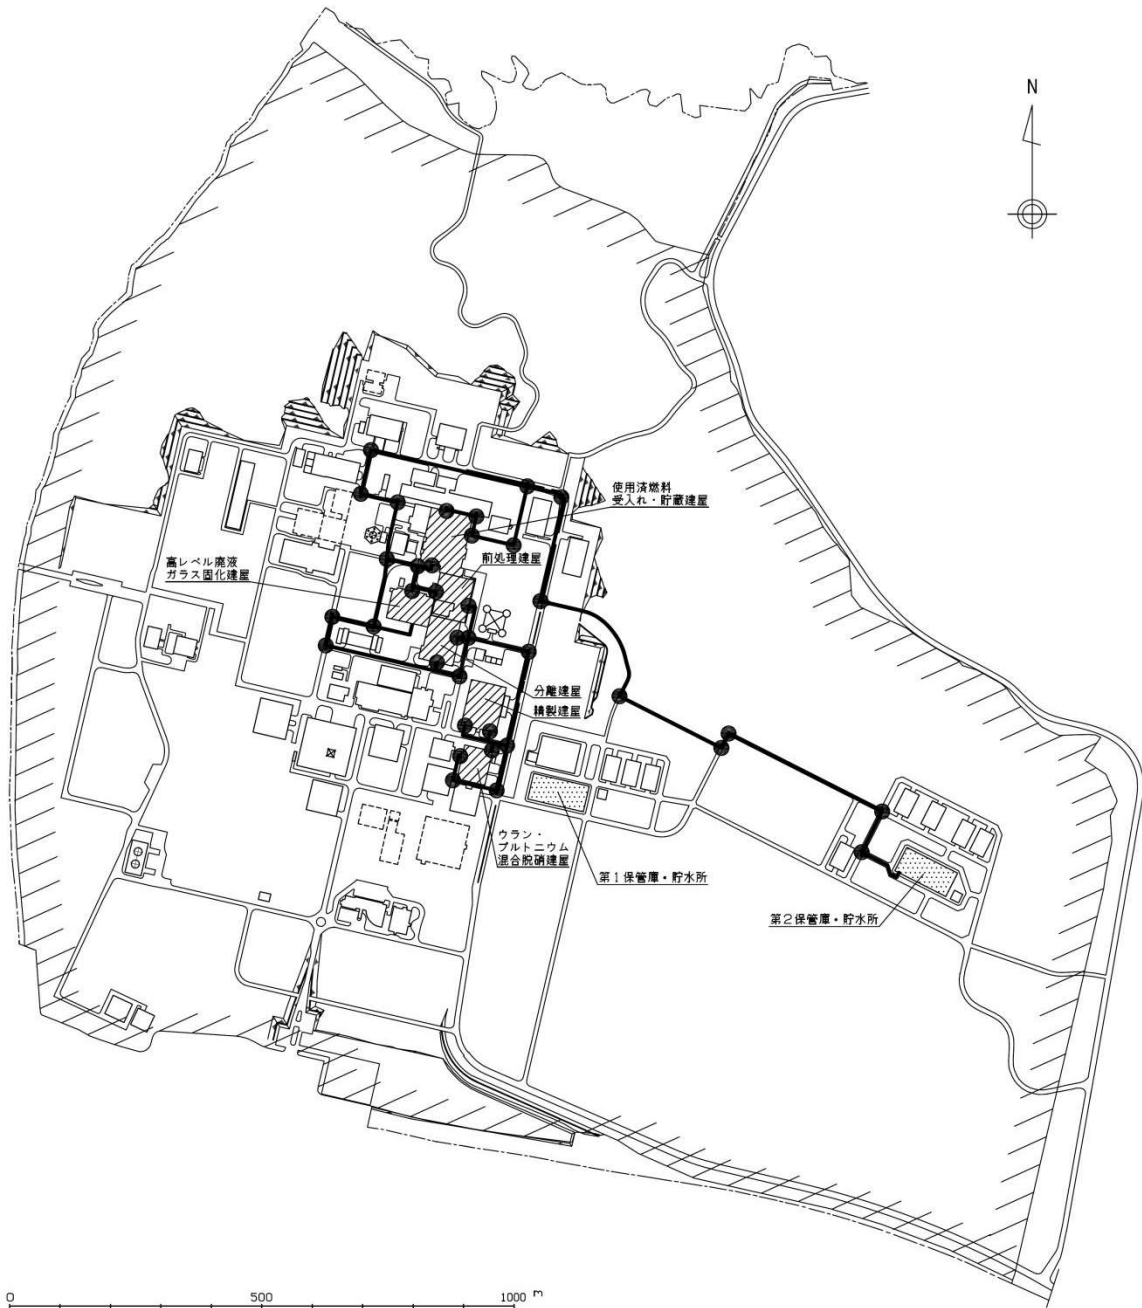 N
使用済燃料
受入れ・貯蔵建屋
前処理建屋
高レベル廃液
ガラス固化建屋
分離建屋
精製建屋
ウラン・
プルトニウム
混合脱硝建屋
第1保管庫・貯水所
第2保管庫・貯水所
0 500 1000 m